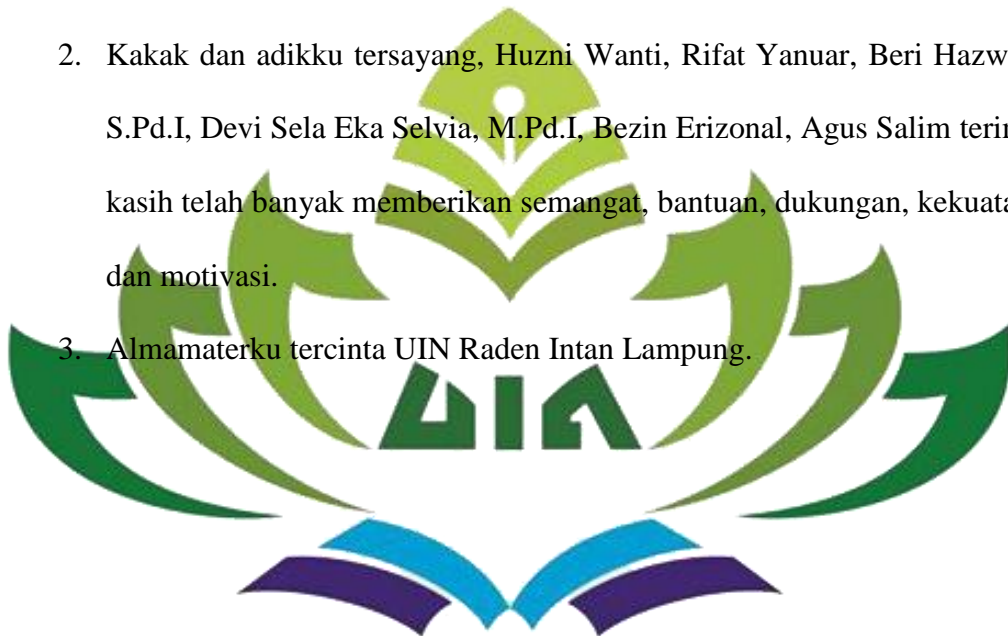 2. Kakak dan adikku tersayang, Huzni Wanti, Rifat Yanuar, Beri Hazw
S.Pd.I, Devi Sela Eka Selvia, M.Pd.I, Bezin Erizonal, Agus Salim terin
kasih telah banyak memberikan semangat, bantuan, dukungan, kekuata
dan motivasi.
3. Almamaterku tercinta UIN Raden Intan Lampung.
UIN